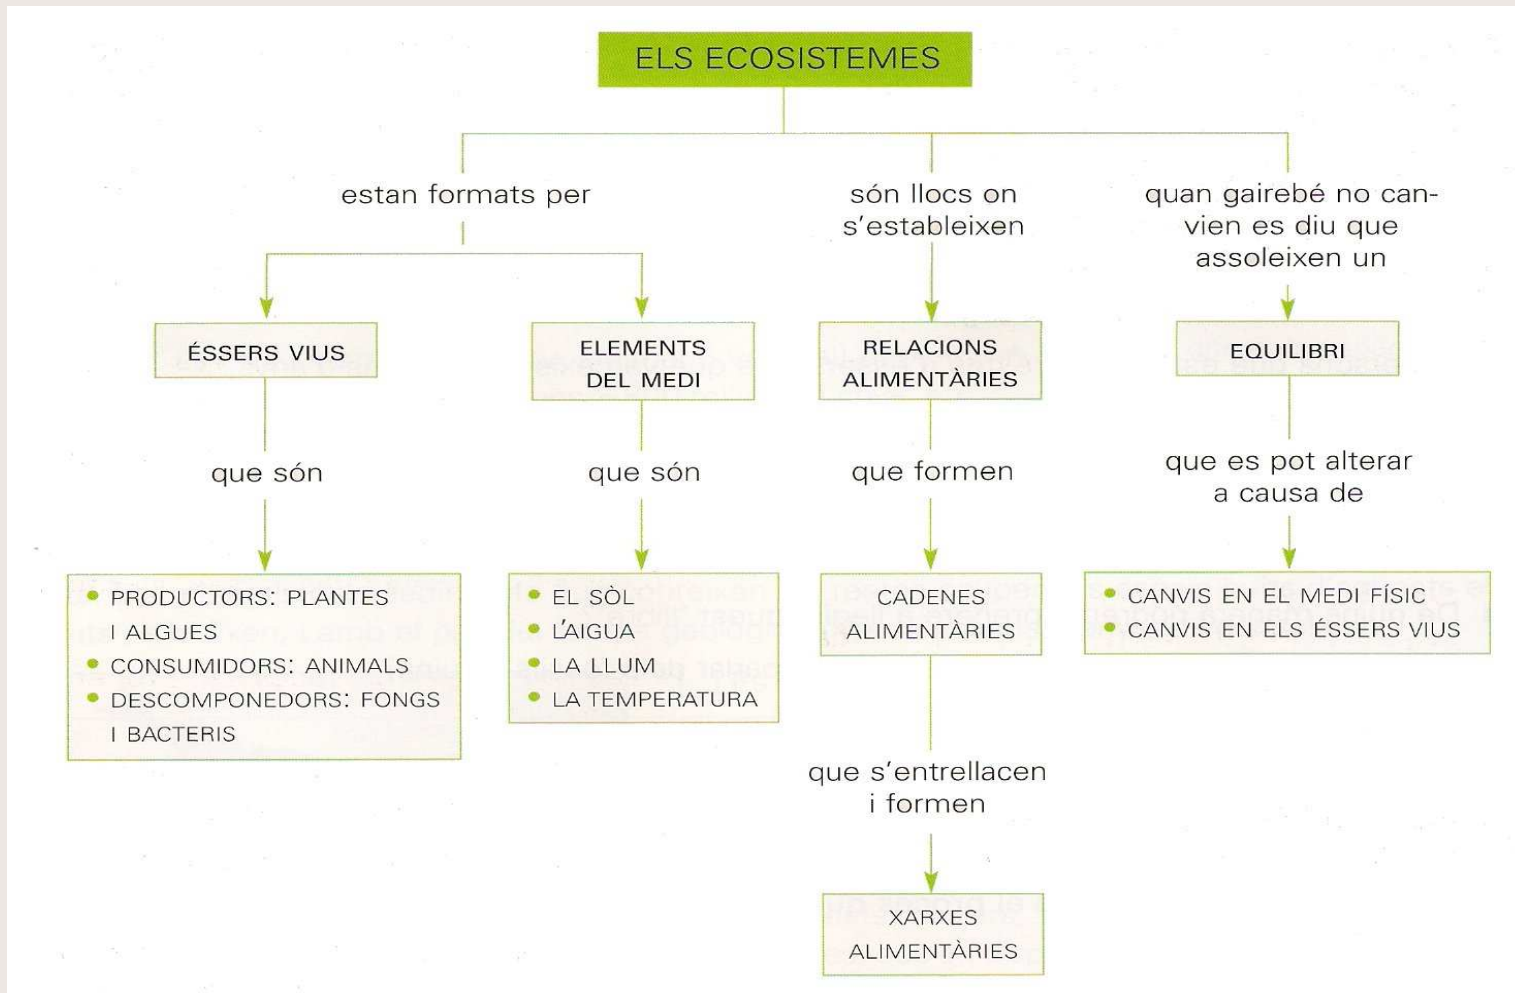 ELS ECOSISTEMES
estan formats per
són llocs on
s'estableixen
quan gairebé no can-
vien es diu que
assoleixen un
ÉSSERS VIUS
ELEMENTS
DEL MEDI
RELACIONS
ALIMENTÀRIES
EQUILIBRI
que són
que són
que formen
que es pot alterar
a causa de
• PRODUCTORS: PLANTES
I ALGUES
• CONSUMIDORS: ANIMALS
• DESCOMPONEDORS: FONGS
I BACTERIS
• EL SÒL
• L'AIGUA
• LA LLUM
• LA TEMPERATURA
CADENES
ALIMENTÀRIES
• CANVIS EN EL MEDI FÍSIC
• CANVIS EN ELS ÉSSERS VIUS
que s'entrellacen
i formen
XARXES
ALIMENTÀRIES